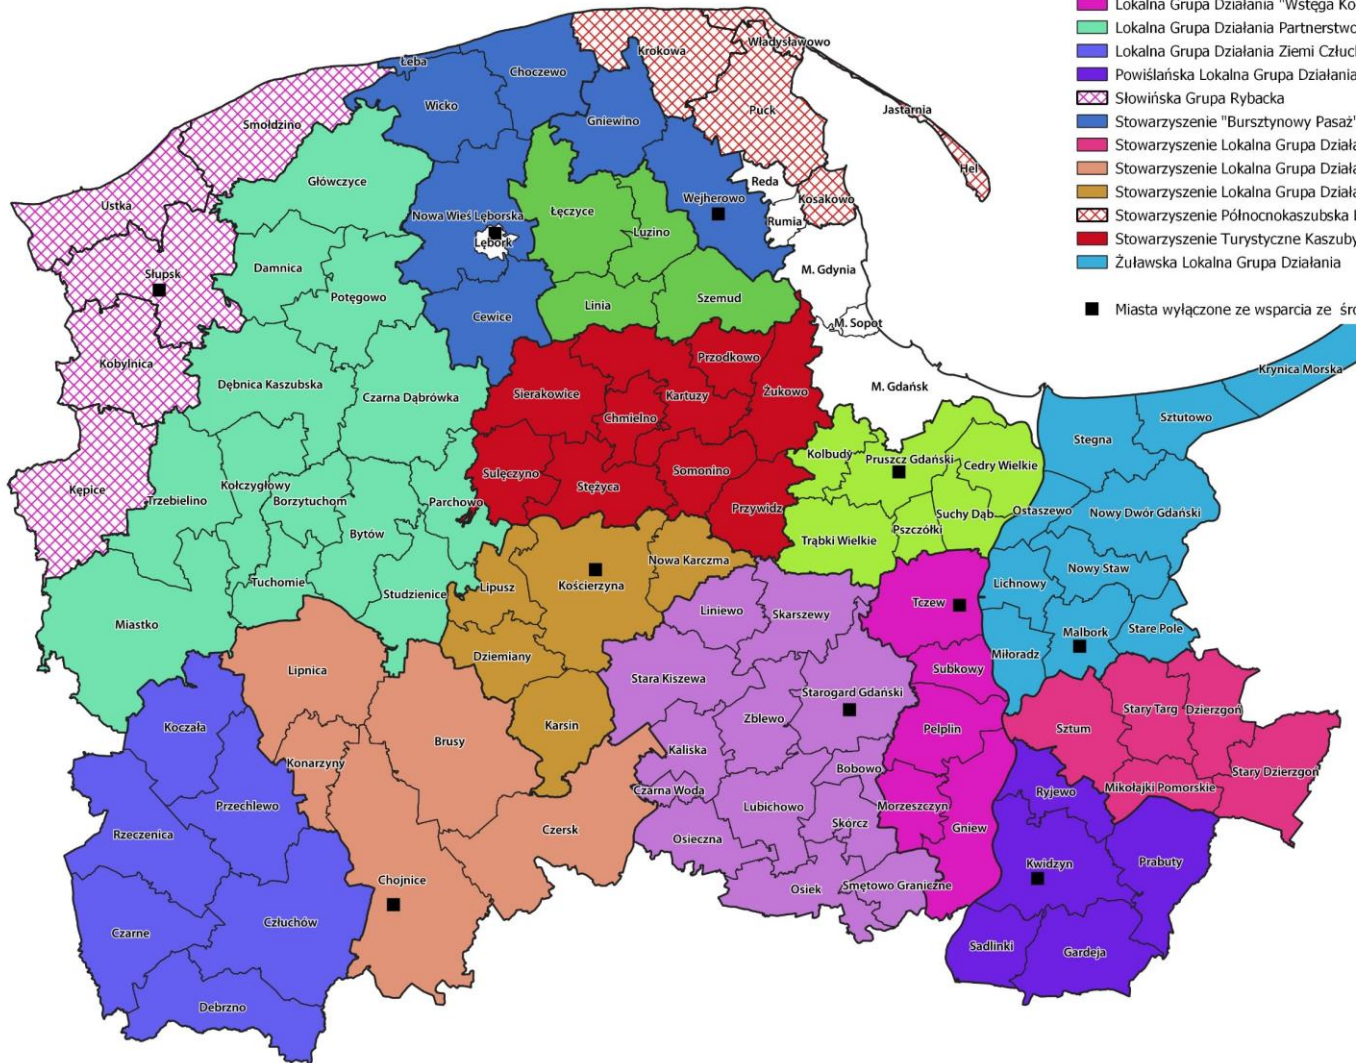 Lokalna Grupa Działania "Wstęga Ko
Lokalna Grupa Działania Partnerstwo
Lokalna Grupa Działania Ziemi Człuch
Powiślańska Lokalna Grupa Działania
Słowińska Grupa Rybacka
Stowarzyszenie "Bursztynowy Pasaż"
Stowarzyszenie Lokalna Grupa Działa
Stowarzyszenie Lokalna Grupa Działa
Stowarzyszenie Lokalna Grupa Działa
Stowarzyszenie Północnokaszubska L
Stowarzyszenie Turystyczne Kaszuby
Żuławska Lokalna Grupa Działania
Miasta wyłączone ze wsparcia ze śro
Łeba
Choczewo
Krokowa
Władysławowo
Wicko
Gniewino
Puck
Jastarnia
Smołdzino
Hel
Główczyce
Reda
Wejherowo
Kosakowo
Ustka
Nowa Wieś Lęborska
Łęczyce
Rumia
Luzino
Lębork
Damnica
M. Gdynia
Słupsk
Potęgowo
Szemud
Linia
Cewice
M. Sopot
Kobylnica
Przodkowo
Krynica Morska
Dębnica Kaszubska
Czarna Dąbrówka
Sierakowice
Kartuzy
Żukowo
M. Gdańsk
Chmielno
Sztutowo
Stegna
Kolbudy
Pruszcz Gdański
Cedry Wielkie
Sulęczyno
Somonino
Kępice
Trzebielino
Kołczygłowy
Borzytuchom
Parchowo
Stężyca
Przywidz
Suchy Dąb
Ostaszewo
Nowy Dwór Gdański
Bytów
Pszczółki
Trąbki Wielkie
Nowa Karczma
Tuchomie
Studzienice
Lipusz
Kościerzyna
Lichnowy
Nowy Staw
Tczew
Liniewo
Skarszewy
Miastko
Malbork
Stare Pole
Dziemiany
Miłoradz
Lipnica
Subkowy
Stara Kiszewa
Starogard Gdański
Koczała
Karsin
Zblewo
Pelplin
Sztum
Stary Targ
Dzierzgoń
Brusy
Kaliska
Konarzyny
Bobowo
Stary Dzierzgoń
Czarna Woda
Mikołajki Pomorskie
Ryjewo
Przechlewo
Lubichowo
Morzeszczyn
Rzeczenica
Czersk
Skórcz
Gniew
Osieczna
Kwidzyn
Prabuty
Chojnice
Osiek
Smętowo Graniczne
Człuchów
Czarne
Sadlinki
Gardeja
Debrzno